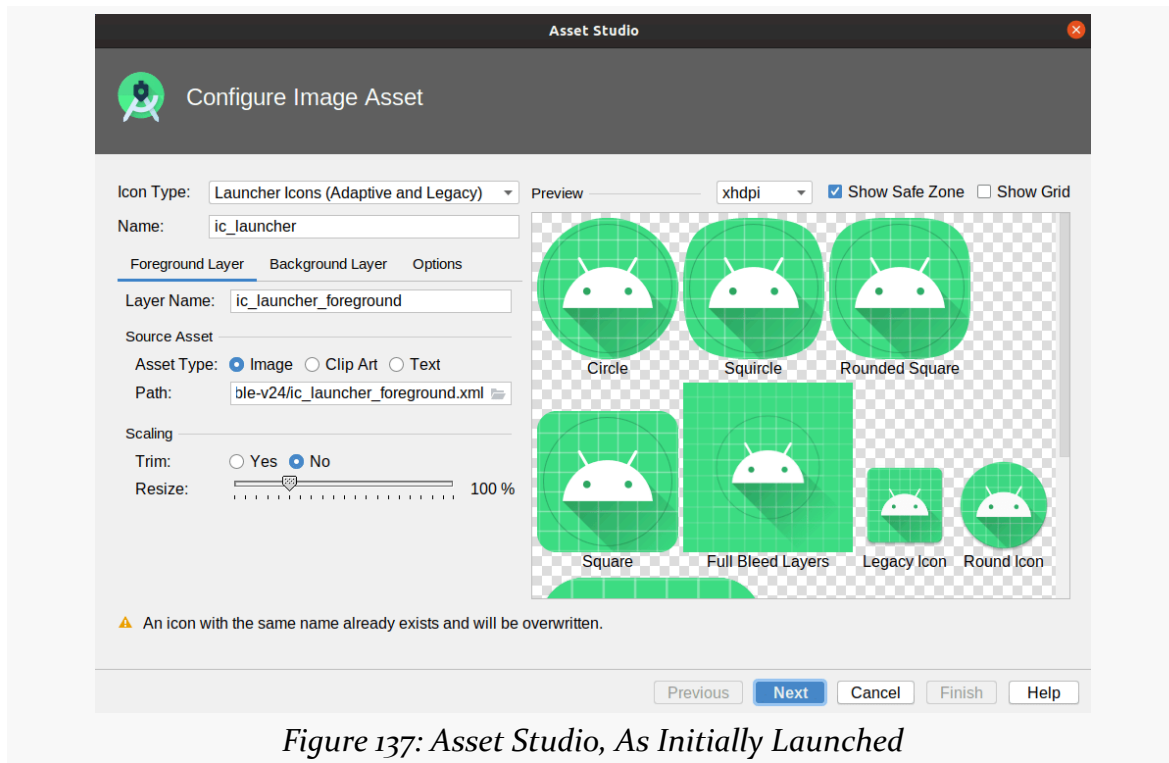 Asset Studio
Configure Image Asset
Icon Type: Launcher Icons (Adaptive and Legacy)
Name: ic_launcher
Foreground Layer Background Layer Options
Layer Name: ic_launcher_foreground
Source Asset
Asset Type: Image Clip Art Text
Path: ble-v24/ic_launcher_foreground.xml
Scaling
Trim: Yes No
Resize: 100 %
Preview xhdpi Show Safe Zone Show Grid
Circle Squircle Rounded Square
Square Full Bleed Layers Legacy Icon Round Icon
An icon with the same name already exists and will be overwritten.
Previous Next Cancel Finish Help
Figure 137: Asset Studio, As Initially Launched